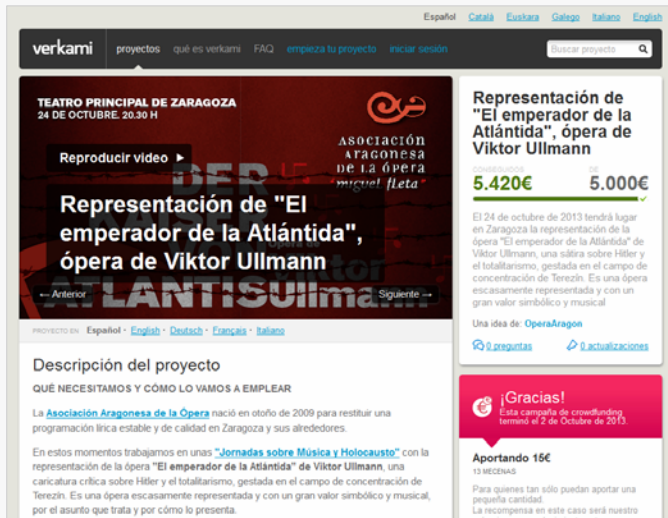 Español Català Euskara Galego Italiano English
verkami proyectos qué es verkami FAQ empieza tu proyecto iniciar sesión Buscar proyecto
TEATRO PRINCIPAL DE ZARAGOZA
24 DE OCTUBRE. 20.30 H
ASOCIACIÓN
ARAGONESA
DE LA ÓPERA
"miguel fleta"
Reproducir video
DER
KAISER
VON
ATLANTIS Ullmann
Representación de "El
emperador de la Atlántida",
ópera de Viktor Ullmann
← Anterior Siguiente →
PROYECTO EN Español · English · Deutsch · Français · Italiano
Descripción del proyecto
QUÉ NECESITAMOS Y CÓMO LO VAMOS A EMPLEAR
La Asociación Aragonesa de la Ópera nació en otoño de 2009 para restituir una
programación lírica estable y de calidad en Zaragoza y sus alrededores.
En estos momentos trabajamos en unas "Jornadas sobre Música y Holocausto" con la
representación de la ópera "El emperador de la Atlántida" de Viktor Ullmann, una
caricatura crítica sobre Hitler y el totalitarismo, gestada en el campo de concentración de
Terezín. Es una ópera escasamente representada y con un gran valor simbólico y musical,
por el asunto que trata y por cómo lo presenta.
Representación de
"El emperador de la
Atlántida", ópera de
Viktor Ullmann
CONSEGUIDOS DE
5.420€ 5.000€
El 24 de octubre de 2013 tendrá lugar
en Zaragoza la representación de la
ópera "El emperador de la Atlántida" de
Viktor Ullmann, una sátira sobre Hitler y
el totalitarismo, gestada en el campo de
concentración de Terezín. Es una ópera
escasamente representada y con un
gran valor simbólico y musical
Una idea de: OperaAragon
0 preguntas 0 actualizaciones
¡Gracias!
Esta campaña de crowdfunding
terminó el 2 de Octubre de 2013.
Aportando 15€
13 MECENAS
Para quienes tan sólo puedan aportar una
pequeña cantidad.
La recompensa en este caso será nuestro